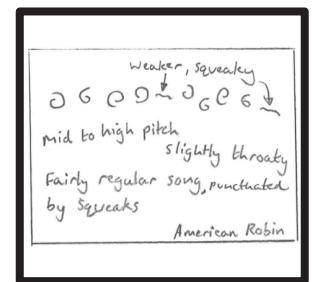 weaker, squeaky
mid to high pitch
slightly throaty
Fairly regular song, punctuated
by squeaks
American Robin